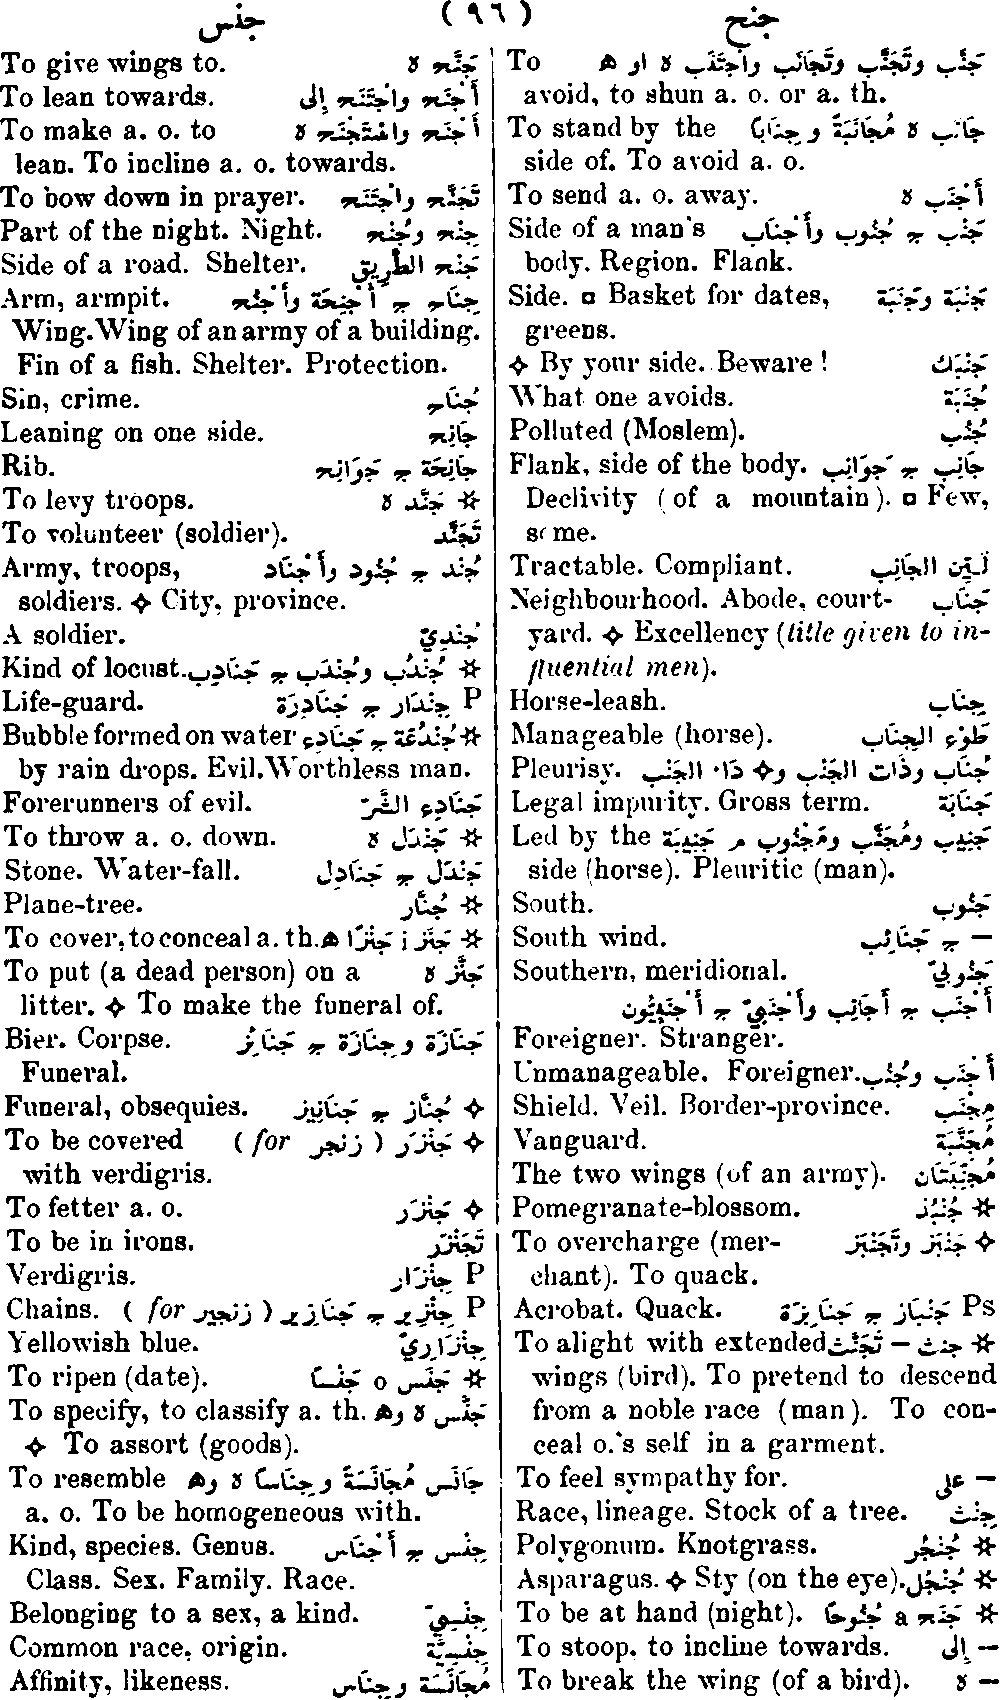 جنس (٩٦) جنح
To جَنَّب وتَجَنَّب وتَجَانَب واجْتَنَب ه او ه
avoid, to shun a. o. or a. th.
To stand by the جَانَب ه مُجَانَبَةً وجِنَابًا
side of. To avoid a. o.
To send a. o. away. أَجْنَب ه
Side of a man's جَنْب ج جُنُوب وأَجْنَاب
body. Region. Flank.
Side. ▫ Basket for dates, جَنْبَة وجَنَبَة
greens.
✧ By your side. Beware ! جَنْبَك
What one avoids. جُنْبَة
Polluted (Moslem). جُنُب
Flank, side of the body. جَانِب ج جَوَانِب
Declivity (of a mountain). ▫ Few,
some.
Tractable. Compliant. لَيِّن الجَانِب
Neighbourhood. Abode, court- جَنَاب
yard. ✧ Excellency (title given to in-
fluential men).
Horse-leash. جِنَاب
Manageable (horse). طَوْع الجِنَاب
Pleurisy. جُنَاب وذَات الجَنْب و✧ دَاء الجَنْب
Legal impurity. Gross term. جَنَابَة
Led by the جَنِيب ومُجَنَّب ومَجْنُوب م جَنِيبَة
side (horse). Pleuritic (man).
South. جَنُوب
South wind. — ج جَنَائِب
Southern, meridional. جَنُوبِيّ
أَجْنَب ج أَجَانِب وأَجْنَبِيّ ج أَجْنَبِيُّون
Foreigner. Stranger.
Unmanageable. Foreigner. أَجْنَب وجُنُب
Shield. Veil. Border-province. مِجْنَب
Vanguard. مُجَنَّبَة
The two wings (of an army). مُجَنِّبَتَان
Pomegranate-blossom. ✲ جُنْبُذ
To overcharge (mer- ✧ جَنْبَز وتَجَنْبَز
chant). To quack.
Acrobat. Quack. Ps جَنْبَاز ج جَنَابِزَة
To alight with extended ✲ جنث — تَجَنَّث
wings (bird). To pretend to descend
from a noble race (man). To con-
ceal o.'s self in a garment.
To feel sympathy for. — على
Race, lineage. Stock of a tree. جِنْث
Polygonum. Knotgrass. ✲ جُنْجُر
Asparagus. ✧ Sty (on the eye). ✲ جُنْجُل
To be at hand (night). ✲ جَنَح a جُنُوحًا
To stoop, to incline towards. — إِلى
To break the wing (of a bird). — ه
To give wings to. جَنَّح ه
To lean towards. أَجْنَح واجْتَنَح إِلى
To make a. o. to أَجْنَح واسْتَجْنَح ه
lean. To incline a. o. towards.
To bow down in prayer. تَجَنَّح واجْتَنَح
Part of the night. Night. جِنْح وجُنْح
Side of a road. Shelter. جَنْح الطَّرِيق
Arm, armpit. جَنَاح ج أَجْنِحَة وأَجْنُح
Wing. Wing of an army of a building.
Fin of a fish. Shelter. Protection.
Sin, crime. جُنَاح
Leaning on one side. جَانِح
Rib. جَانِحَة ج جَوَانِح
To levy troops. ✲ جَنَّد ه
To volunteer (soldier). تَجَنَّد
Army, troops, جُنْد ج جُنُود وأَجْنَاد
soldiers. ✧ City, province.
A soldier. جُنْدِيّ
Kind of locust. ✲ جُنْدُب وجُنْدَب ج جَنَادِب
Life-guard. P جِنْدَار ج جَنَادِرَة
Bubble formed on water ✲ جُنْدُعَة ج جَنَادِع
by rain drops. Evil. Worthless man.
Forerunners of evil. جَنَادِع الشَّرّ
To throw a. o. down. ✲ جَنْدَل ه
Stone. Water-fall. جَنْدَل ج جَنَادِل
Plane-tree. ✲ جُنَّار
To cover, to conceal a. th. ✲ جَنَز i جَنْزًا ه
To put (a dead person) on a جَنَّز ه
litter. ✧ To make the funeral of.
Bier. Corpse. جَنَازَة وجِنَازَة ج جَنَائِز
Funeral.
Funeral, obsequies. ✧ جُنَّاز ج جَنَانِيز
To be covered (for زنجر) ✧ جَنْزَر
with verdigris.
To fetter a. o. ✧ جَنْزَر
To be in irons. تَجَنْزَر
Verdigris. P جِنْزَار
Chains. (for زنجير) P جِنْزِير ج جَنَازِير
Yellowish blue. جِنْزَارِيّ
To ripen (date). ✲ جَنَس o جَنْسًا
To specify, to classify a. th. جَنَّس ه وه
✧ To assort (goods).
To resemble جَانَس مُجَانَسَةً وجِنَاسًا ه وه
a. o. To be homogeneous with.
Kind, species. Genus. جِنْس ج أَجْنَاس
Class. Sex. Family. Race.
Belonging to a sex, a kind. جِنْسِيّ
Common race, origin. جِنْسِيَّة
Affinity, likeness. مُجَانَسَة وجِنَاس